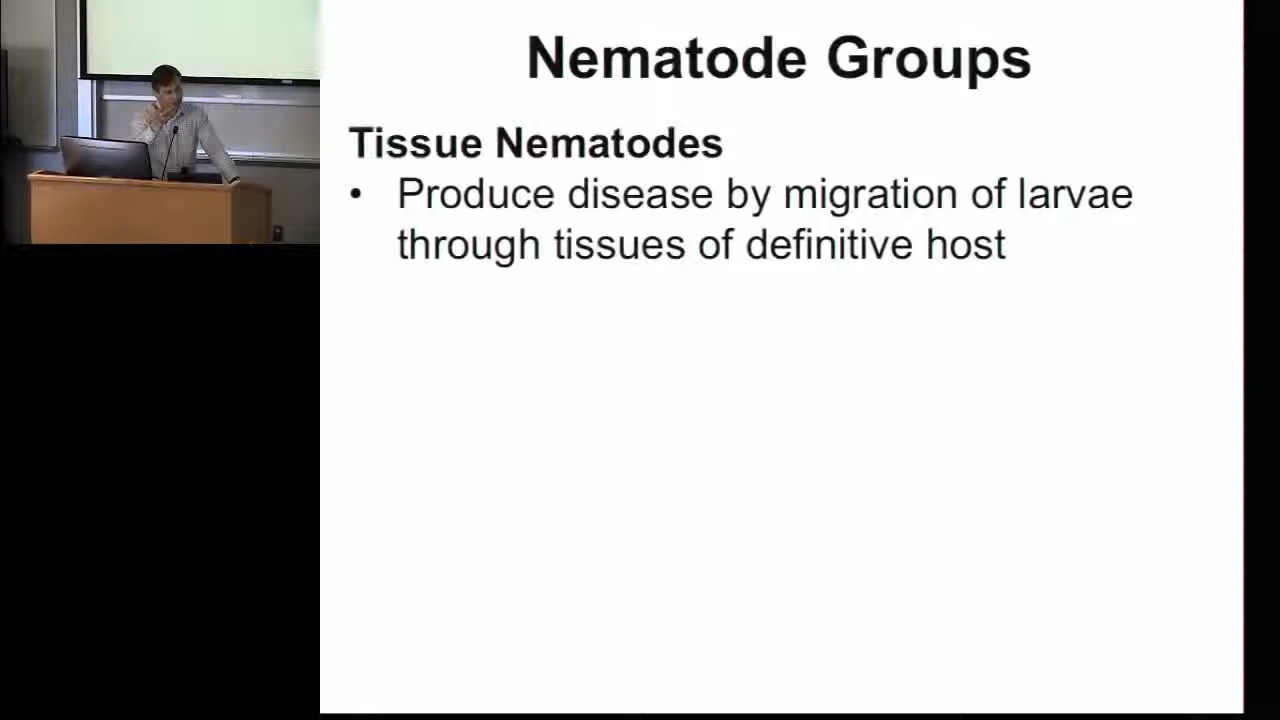 Nematode Groups
Tissue Nematodes
• Produce disease by migration of larvae
through tissues of definitive host